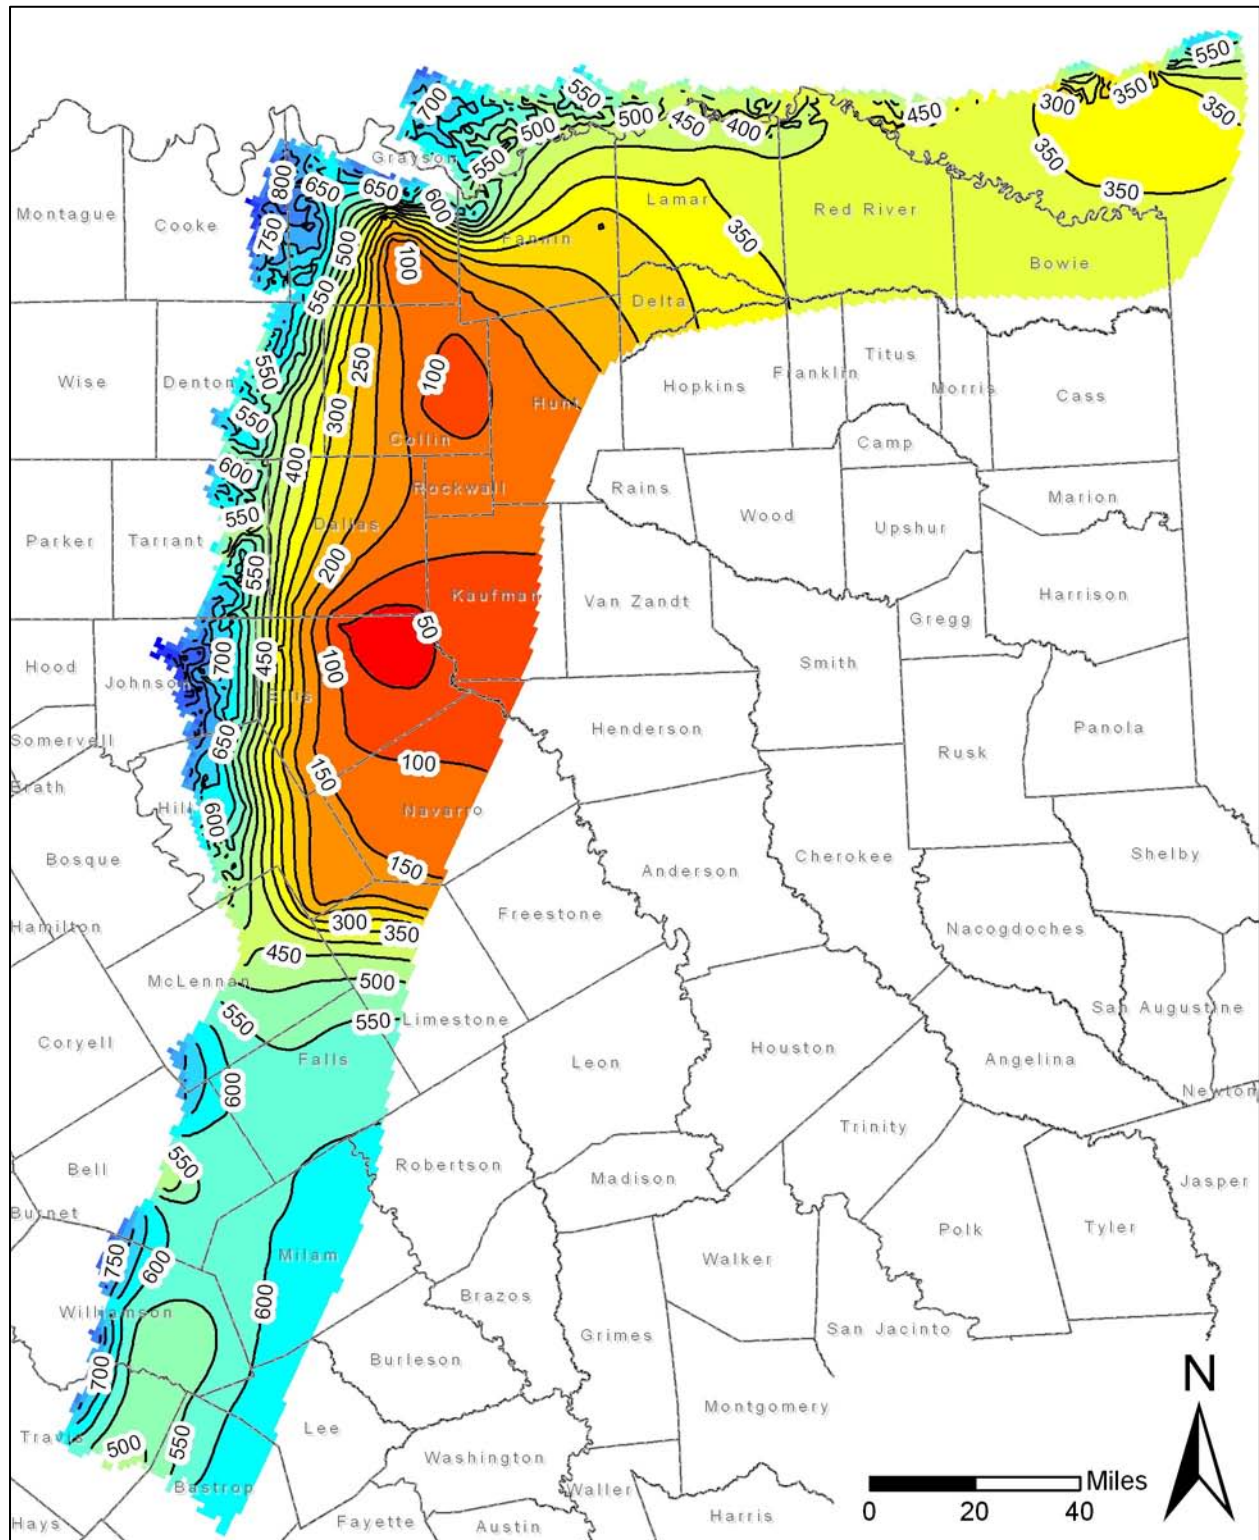 550
700
550
300
350
350
550
500
500
450
400
450
Grayson
800
650
650
600
550
350
350
Montague
Cooke
750
500
Lamar
Red River
350
Fannin
Bowie
100
550
Delta
Wise
Denton
550
250
100
Hopkins
Franklin
Titus
Morris
Cass
550
300
Hunt
Collin
Camp
600
400
Rockwall
Rains
Wood
Upshur
Marion
550
Dallas
Parker
Tarrant
550
200
Kaufman
Van Zandt
Gregg
Harrison
Hood
Johnson
700
450
50
100
Smith
Ellis
Henderson
Panola
Somervell
650
150
100
Rusk
Erath
Hill
600
Navarro
Bosque
150
Anderson
Cherokee
Shelby
Hamilton
300
350
Freestone
Nacogdoches
450
McLennan
500
San Augustine
550
550
Limestone
Coryell
Falls
Leon
Houston
Angelina
600
Newton
Trinity
Bell
550
Robertson
Madison
Jasper
Burnet
Polk
Tyler
750
600
Milam
Walker
600
Brazos
Williamson
Grimes
San Jacinto
700
Burleson
N
Montgomery
Travis
500
550
Lee
Washington
Bastrop
Waller
Miles
0 20 40
Hays
Fayette
Austin
Harris